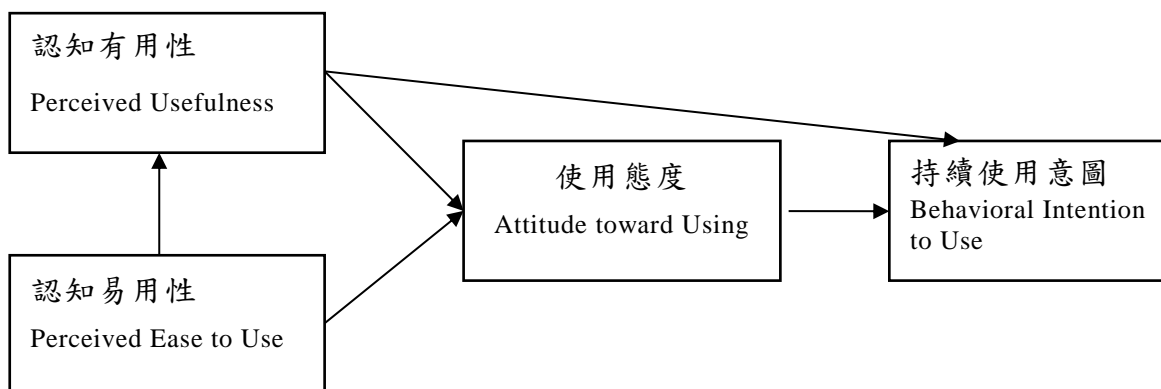 認知有用性
Perceived Usefulness
使用態度
Attitude toward Using
持續使用意圖
Behavioral Intention
to Use
認知易用性
Perceived Ease to Use